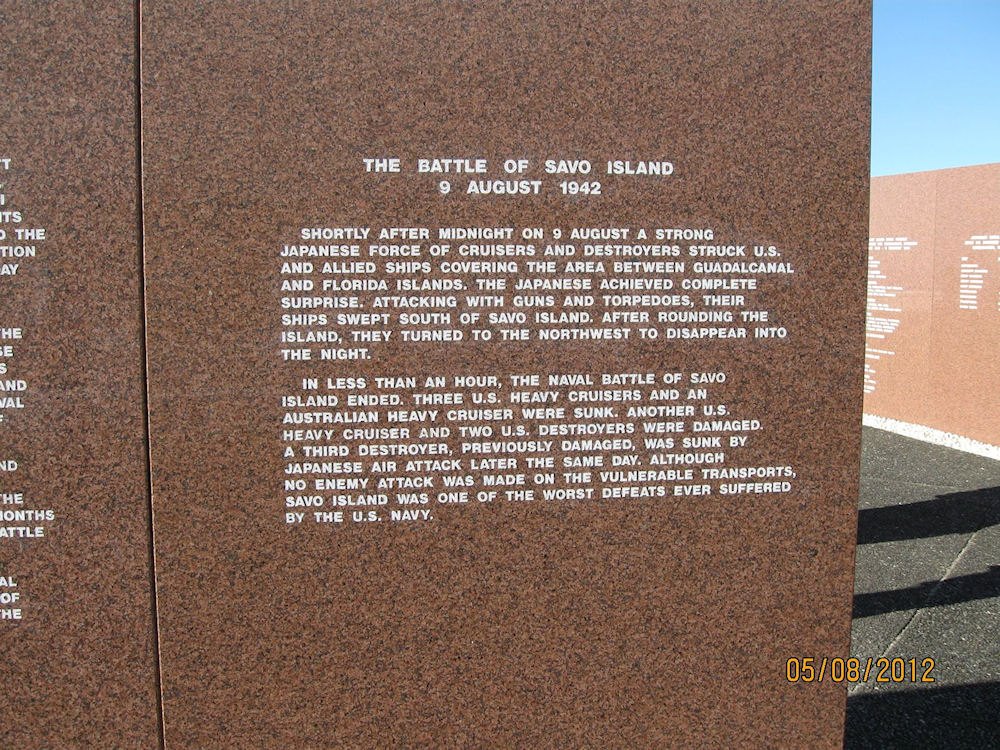 THE BATTLE OF SAVO ISLAND
9 AUGUST 1942
SHORTLY AFTER MIDNIGHT ON 9 AUGUST A STRONG
JAPANESE FORCE OF CRUISERS AND DESTROYERS STRUCK U.S.
AND ALLIED SHIPS COVERING THE AREA BETWEEN GUADALCANAL
AND FLORIDA ISLANDS. THE JAPANESE ACHIEVED COMPLETE
SURPRISE. ATTACKING WITH GUNS AND TORPEDOES, THEIR
SHIPS SWEPT SOUTH OF SAVO ISLAND. AFTER ROUNDING THE
ISLAND, THEY TURNED TO THE NORTHWEST TO DISAPPEAR INTO
THE NIGHT.
IN LESS THAN AN HOUR, THE NAVAL BATTLE OF SAVO
ISLAND ENDED. THREE U.S. HEAVY CRUISERS AND AN
AUSTRALIAN HEAVY CRUISER WERE SUNK. ANOTHER U.S.
HEAVY CRUISER AND TWO U.S. DESTROYERS WERE DAMAGED.
A THIRD DESTROYER, PREVIOUSLY DAMAGED, WAS SUNK BY
JAPANESE AIR ATTACK LATER THE SAME DAY. ALTHOUGH
NO ENEMY ATTACK WAS MADE ON THE VULNERABLE TRANSPORTS,
SAVO ISLAND WAS ONE OF THE WORST DEFEATS EVER SUFFERED
BY THE U.S. NAVY.
THE
THE
AND
THE
MONTHS
OF
THE
05/08/2012